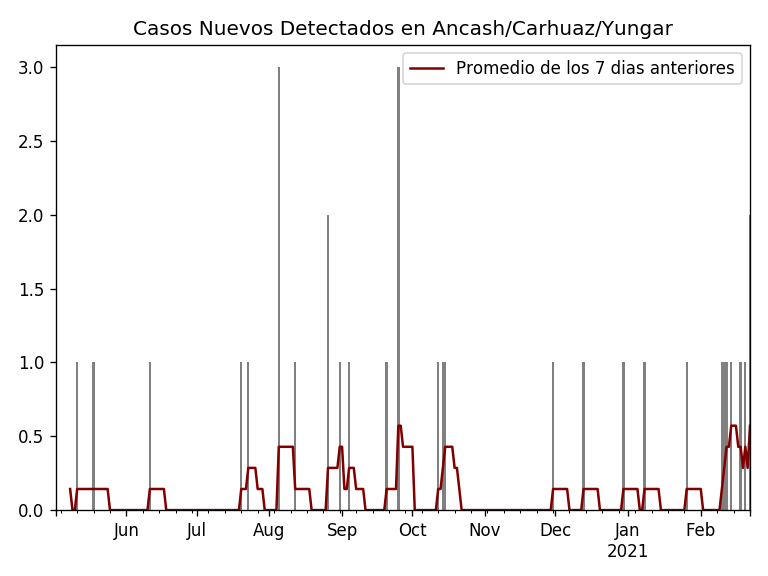 Casos Nuevos Detectados en Ancash/Carhuaz/Yungar
Promedio de los 7 dias anteriores
3.0
2.5
2.0
1.5
1.0
0.5
0.0
Jun Jul Aug Sep Oct Nov Dec Jan Feb
2021